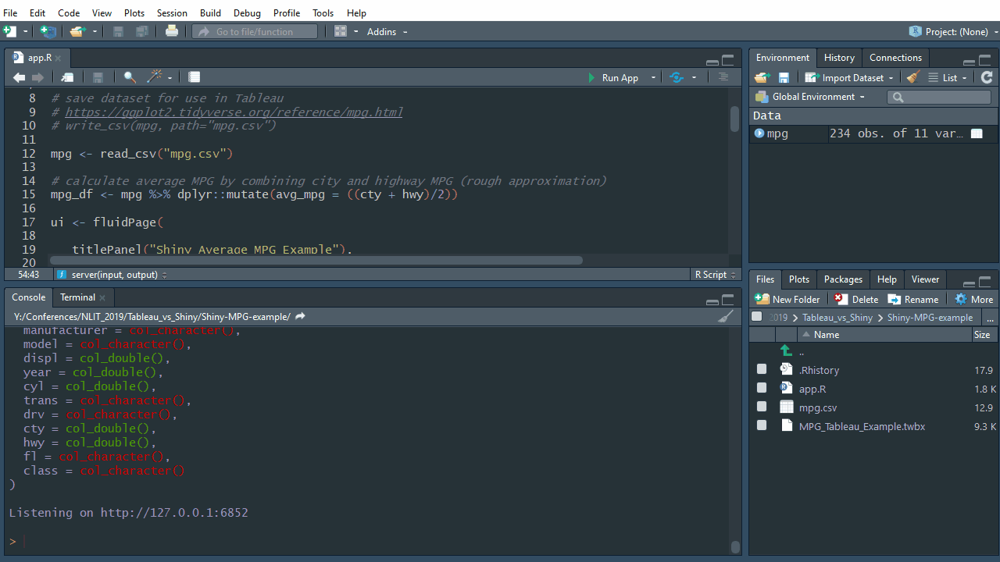 File Edit Code View Plots Session Build Debug Profile Tools Help
Go to file/function Addins Project: (None)
app.R
Run App
8 # save dataset for use in Tableau
9 # https://ggplot2.tidyverse.org/reference/mpg.html
10 # write_csv(mpg, path="mpg.csv")
11
12 mpg <- read_csv("mpg.csv")
13
14 # calculate average MPG by combining city and highway MPG (rough approximation)
15 mpg_df <- mpg %>% dplyr::mutate(avg_mpg = ((cty + hwy)/2))
16
17 ui <- fluidPage(
18
19 titlePanel("Shiny Average MPG Example"),
20
54:43 server(input, output) R Script
Console Terminal
Y:/Conferences/NLIT_2019/Tableau_vs_Shiny/Shiny-MPG-example/
manufacturer = col_character(),
model = col_character(),
displ = col_double(),
year = col_double(),
cyl = col_double(),
trans = col_character(),
drv = col_character(),
cty = col_double(),
hwy = col_double(),
fl = col_character(),
class = col_character()
)
Listening on http://127.0.0.1:6852
>
Environment History Connections
Import Dataset List
Global Environment
Data
mpg 234 obs. of 11 var…
Files Plots Packages Help Viewer
New Folder Delete Rename More
2019 Tableau_vs_Shiny Shiny-MPG-example ...
Name Size
..
.Rhistory 17.9
app.R 1.8 K
mpg.csv 12.9
MPG_Tableau_Example.twbx 9.3 K